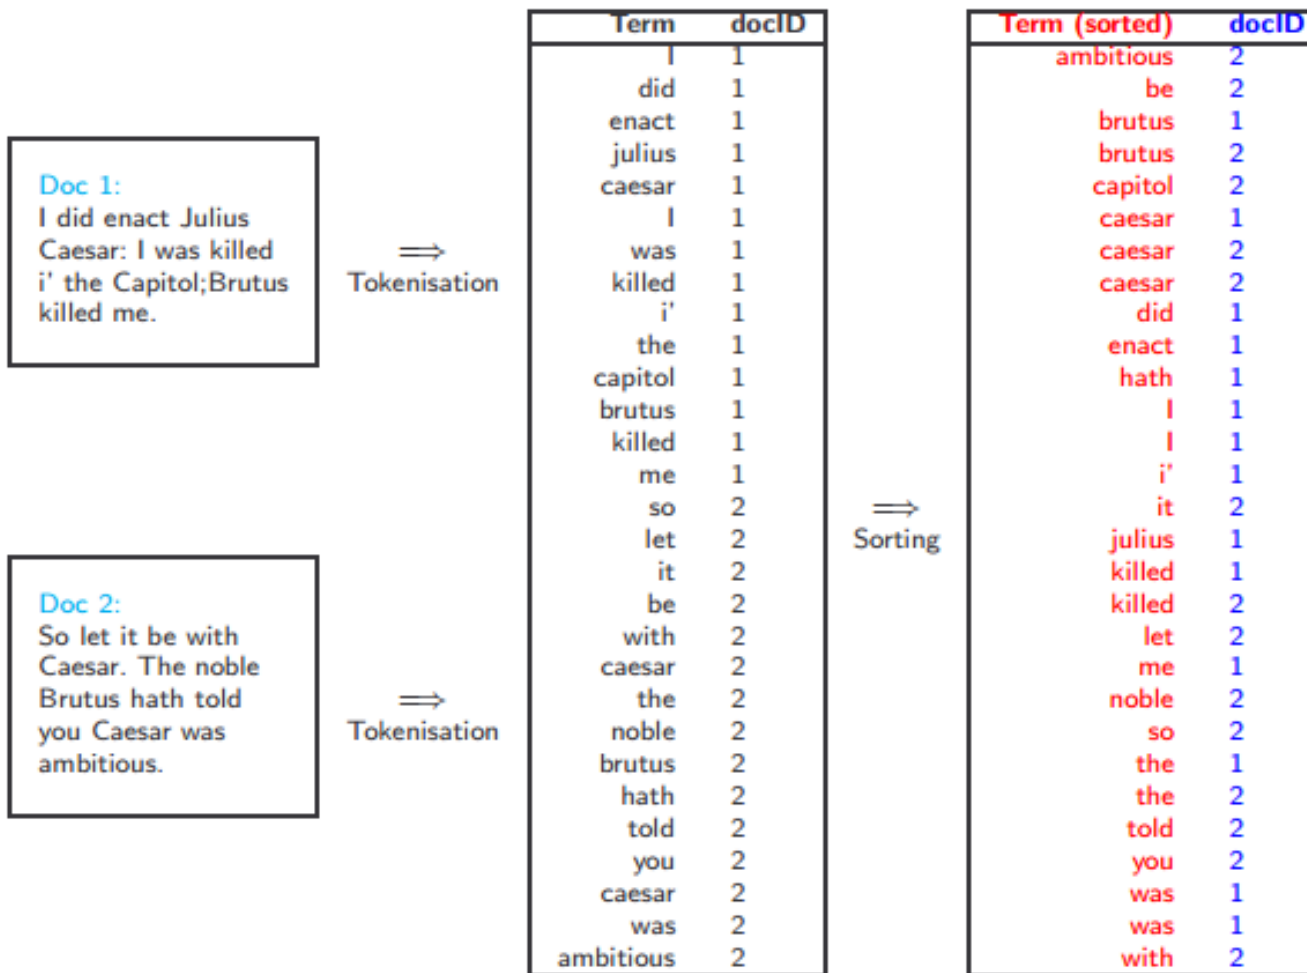 Doc 1:
I did enact Julius
Caesar: I was killed
i' the Capitol;Brutus
killed me.
⟹
Tokenisation
Doc 2:
So let it be with
Caesar. The noble
Brutus hath told
you Caesar was
ambitious.
⟹
Tokenisation
Term docID
I 1
did 1
enact 1
julius 1
caesar 1
I 1
was 1
killed 1
i' 1
the 1
capitol 1
brutus 1
killed 1
me 1
so 2
let 2
it 2
be 2
with 2
caesar 2
the 2
noble 2
brutus 2
hath 2
told 2
you 2
caesar 2
was 2
ambitious 2
⟹
Sorting
Term (sorted) docID
ambitious 2
be 2
brutus 1
brutus 2
capitol 2
caesar 1
caesar 2
caesar 2
did 1
enact 1
hath 1
I 1
I 1
i' 1
it 2
julius 1
killed 1
killed 2
let 2
me 1
noble 2
so 2
the 1
the 2
told 2
you 2
was 1
was 1
with 2